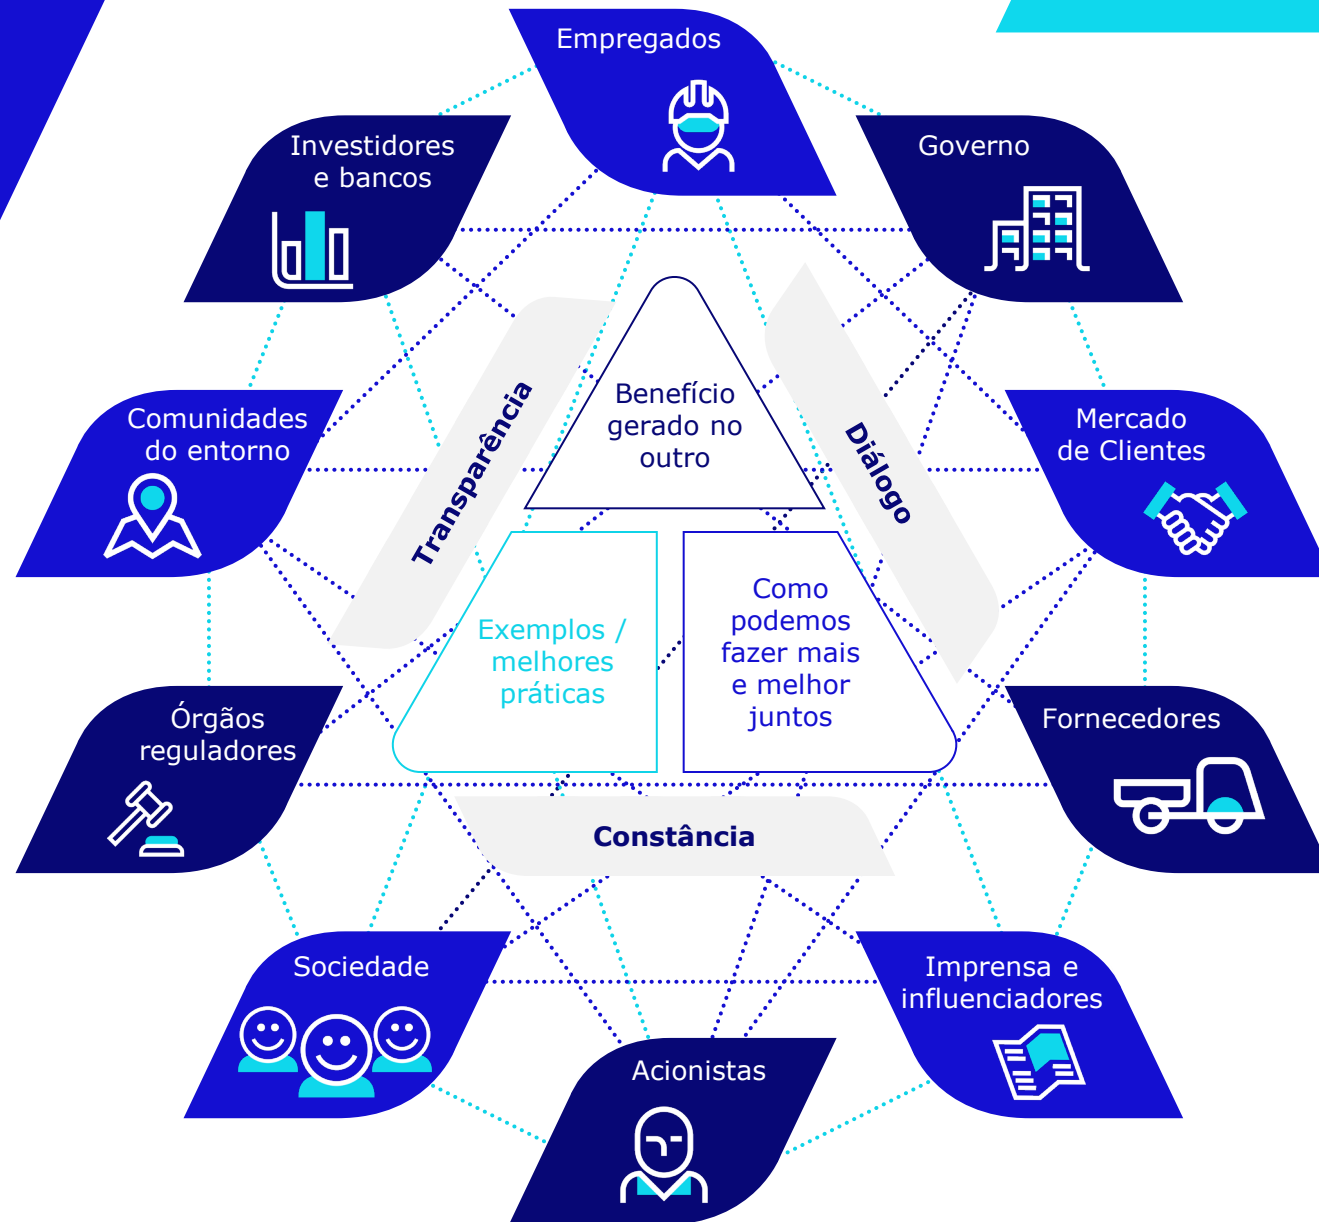 Empregados
Investidores
e bancos
Governo
Comunidades
do entorno
Mercado
de Clientes
Transparência
Diálogo
Benefício
gerado no
outro
Exemplos /
melhores
práticas
Como
podemos
fazer mais
e melhor
juntos
Órgãos
reguladores
Fornecedores
Constância
Sociedade
Imprensa e
influenciadores
Acionistas